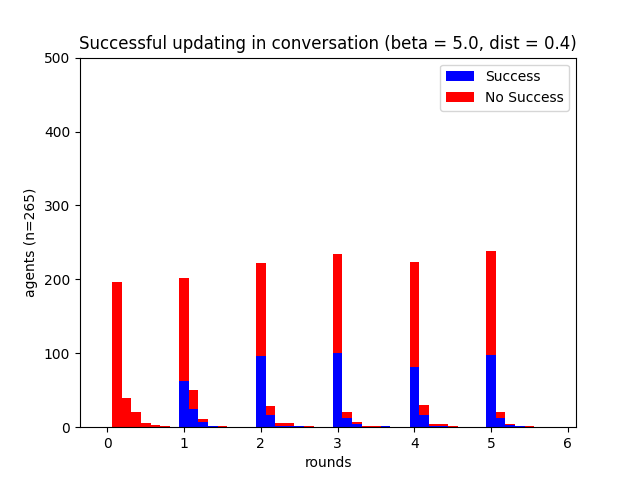 Successful updating in conversation (beta = 5.0, dist = 0.4)
Success
No Success
500
400
300
200
100
0
agents (n=265)
0 1 2 3 4 5 6
rounds